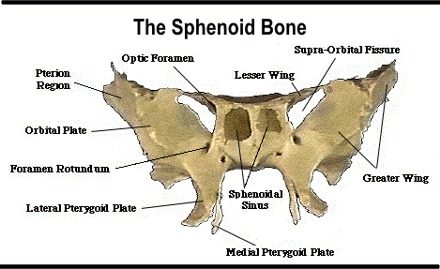 The Sphenoid Bone
Optic Foramen
Supra-Orbital Fissure
Lesser Wing
Pterion
Region
Orbital Plate
Foramen Rotundum
Greater Wing
Sphenoidal
Sinus
Lateral Pterygoid Plate
Medial Pterygoid Plate